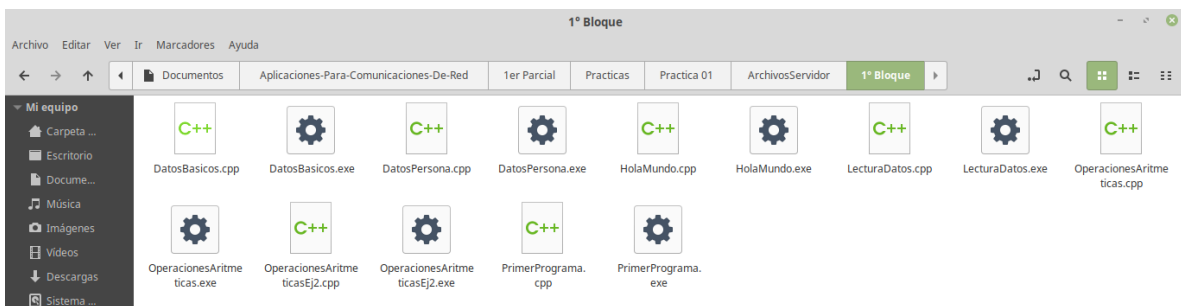 1° Bloque
Archivo Editar Ver Ir Marcadores Ayuda
Documentos Aplicaciones-Para-Comunicaciones-De-Red 1er Parcial Practicas Practica 01 ArchivosServidor 1° Bloque
Mi equipo
Carpeta ...
Escritorio
Docume...
Música
Imágenes
Vídeos
Descargas
Sistema ...
C++ C++ C++ C++ C++
DatosBasicos.cpp DatosBasicos.exe DatosPersona.cpp DatosPersona.exe HolaMundo.cpp HolaMundo.exe LecturaDatos.cpp LecturaDatos.exe OperacionesAritme
ticas.cpp
C++ C++
OperacionesAritme OperacionesAritme OperacionesAritme PrimerPrograma. PrimerPrograma.
ticas.exe ticasEj2.cpp ticasEj2.exe cpp exe